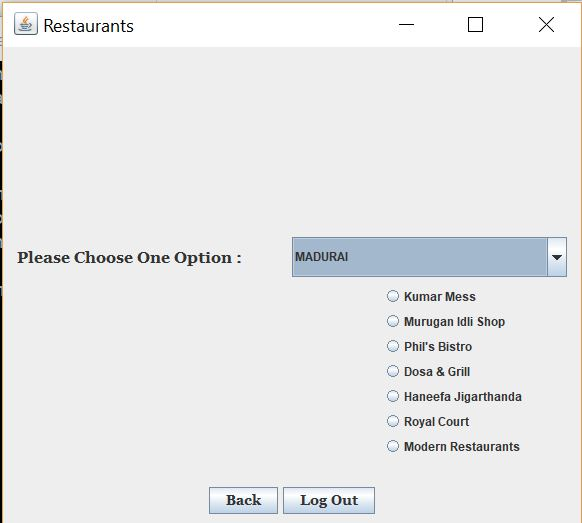 Restaurants
Please Choose One Option :
MADURAI
Kumar Mess
Murugan Idli Shop
Phil's Bistro
Dosa & Grill
Haneefa Jigarthanda
Royal Court
Modern Restaurants
Back Log Out